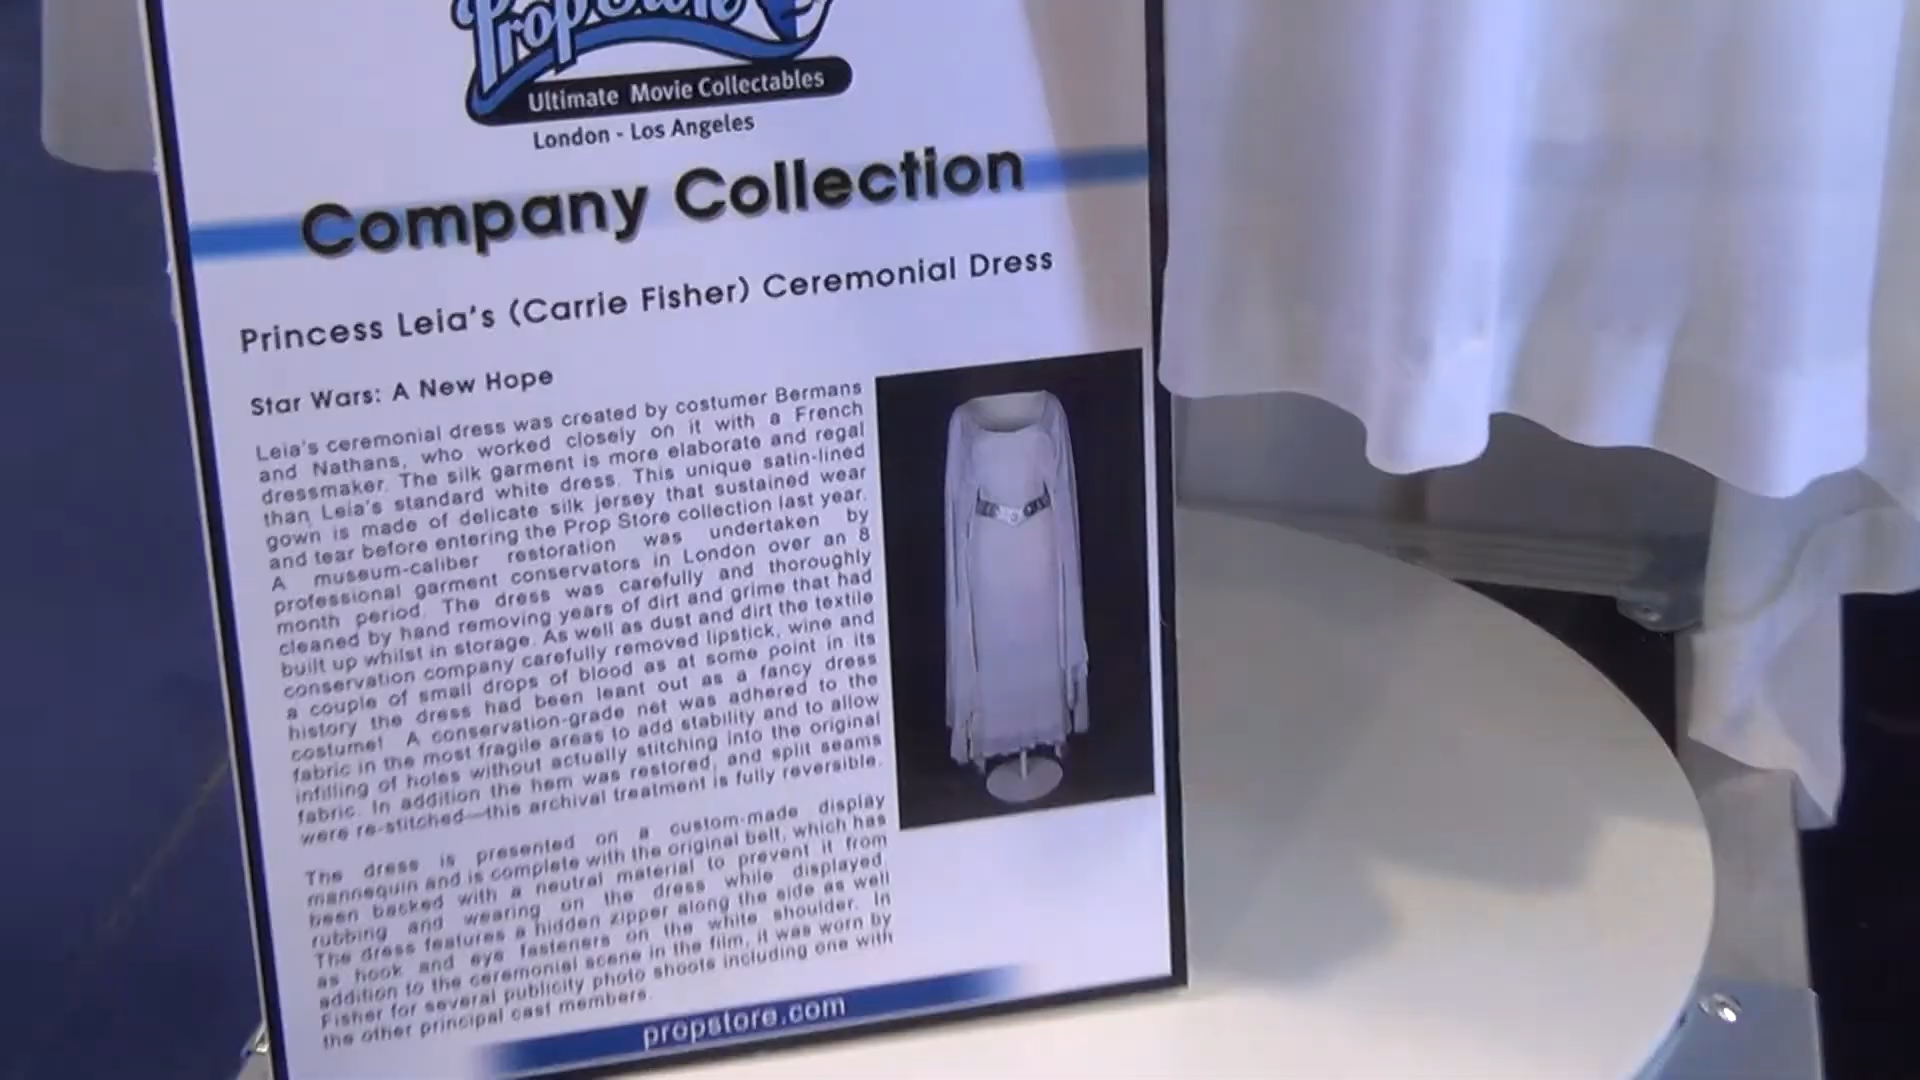 Prop Store
Ultimate Movie Collectables
London - Los Angeles
Company Collection
Princess Leia's (Carrie Fisher) Ceremonial Dress
Star Wars: A New Hope
Leia's ceremonial dress was created by costumer Bermans
and Nathans, who worked closely on it with a French
dressmaker. The silk garment is more elaborate and regal
than Leia's standard white dress. This unique satin-lined
gown is made of delicate silk jersey that sustained wear
and tear before entering the Prop Store collection last year.
A museum-caliber restoration was undertaken by
professional garment conservators in London over an 8
month period. The dress was carefully and thoroughly
cleaned by hand removing years of dirt and grime that had
built up whilst in storage. As well as dust and dirt the textile
conservation company carefully removed lipstick, wine and
a couple of small drops of blood as at some point in its
history the dress had been leant out as a fancy dress
costume! A conservation-grade net was adhered to the
fabric in the most fragile areas to add stability and to allow
infilling of holes without actually stitching into the original
fabric. In addition the hem was restored, and split seams
were re-stitched—this archival treatment is fully reversible.
The dress is presented on a custom-made display
mannequin and is complete with the original belt, which has
been backed with a neutral material to prevent it from
rubbing and wearing on the dress while displayed.
The dress features a hidden zipper along the side as well
as hook and eye fasteners on the white shoulder. In
addition to the ceremonial scene in the film, it was worn by
Fisher for several publicity photo shoots including one with
the other principal cast members.
propstore.com